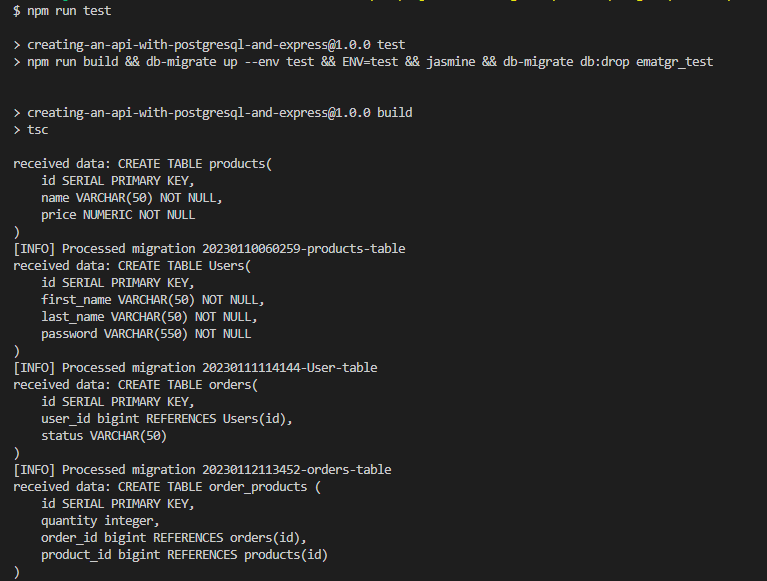 $ npm run test
> creating-an-api-with-postgresql-and-express@1.0.0 test
> npm run build && db-migrate up --env test && ENV=test && jasmine && db-migrate db:drop ematgr_test
> creating-an-api-with-postgresql-and-express@1.0.0 build
> tsc
received data: CREATE TABLE products(
    id SERIAL PRIMARY KEY,
    name VARCHAR(50) NOT NULL,
    price NUMERIC NOT NULL
)
[INFO] Processed migration 20230110060259-products-table
received data: CREATE TABLE Users(
    id SERIAL PRIMARY KEY,
    first_name VARCHAR(50) NOT NULL,
    last_name VARCHAR(50) NOT NULL,
    password VARCHAR(550) NOT NULL
)
[INFO] Processed migration 20230111114144-User-table
received data: CREATE TABLE orders(
    id SERIAL PRIMARY KEY,
    user_id bigint REFERENCES Users(id),
    status VARCHAR(50)
)
[INFO] Processed migration 20230112113452-orders-table
received data: CREATE TABLE order_products (
    id SERIAL PRIMARY KEY,
    quantity integer,
    order_id bigint REFERENCES orders(id),
    product_id bigint REFERENCES products(id)
)